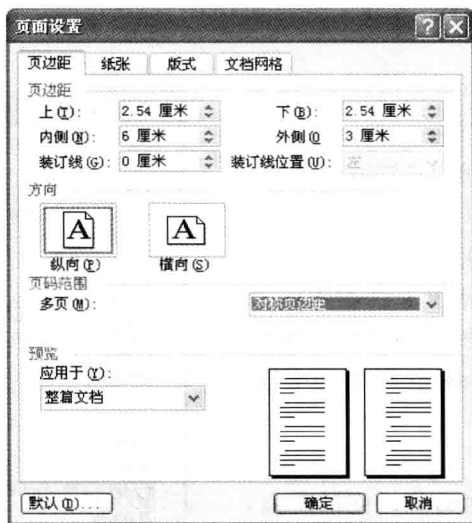 页面设置
页边距 纸张 版式 文档网格
页边距
上(T): 2.54 厘米 下(B): 2.54 厘米
内侧(N): 6 厘米 外侧(O 3 厘米
装订线(G): 0 厘米 装订线位置(U): 左
方向
A A
纵向(P) 横向(S)
页码范围
多页(M): 对称页边距
预览
应用于(Y):
整篇文档
默认(D)... 确定 取消